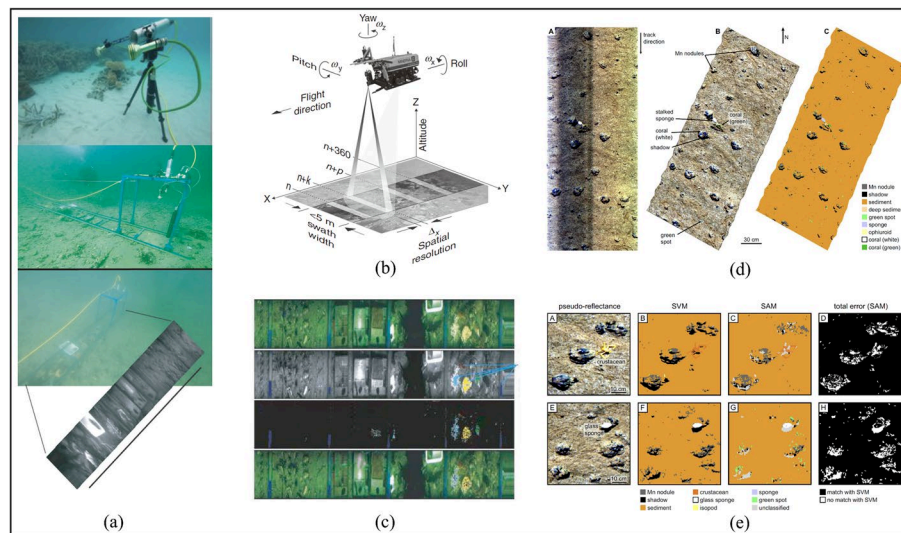 (a)
Yaw
ωz
Pitch
ωy
ωx
Roll
Flight
direction
Z
Altitude
n+360
n+p
n+k
n
X
Y
<5 m
swath
width
Δx
Spatial
resolution
(b)
(c)
A
track
direction
B
N
C
Mn nodules
stalked
sponge
coral
(green)
coral
(white)
shadow
green
spot
30 cm
Mn nodule
shadow
sediment
deep sedime
green spot
sponge
ophiuroid
coral (white)
coral (green)
(d)
pseudo-reflectance
SVM
SAM
total error (SAM)
A
B
C
D
crustacean
10 cm
E
F
G
H
glass
sponge
10 cm
Mn nodule
shadow
sediment
crustacean
glass sponge
isopod
sponge
green spot
unclassified
match with SVM
no match with SVM
(e)